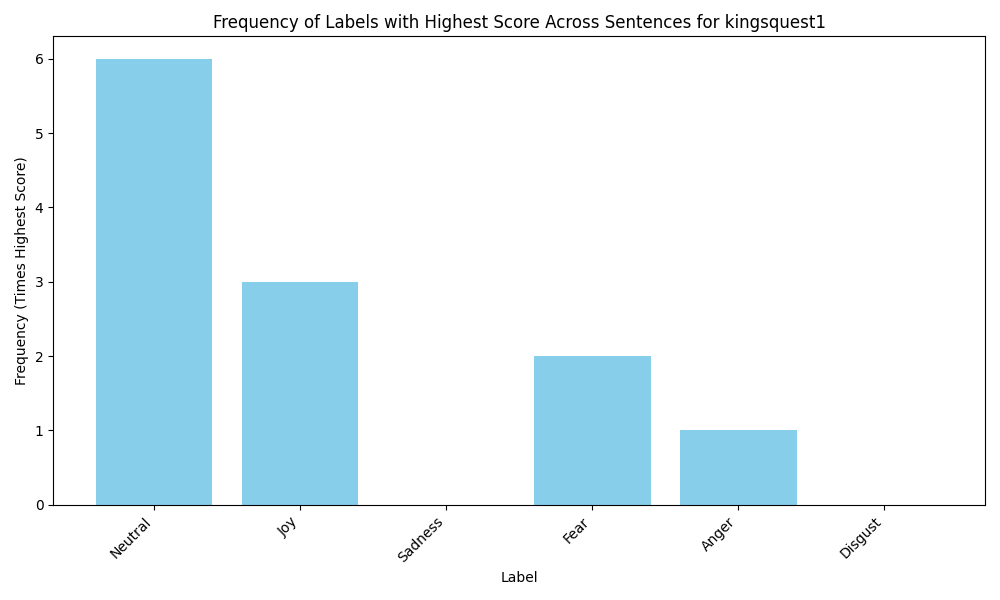 Frequency of Labels with Highest Score Across Sentences for kingsquest1
Frequency (Times Highest Score)
6
5
4
3
2
1
0
Neutral
Joy
Sadness
Fear
Anger
Disgust
Label